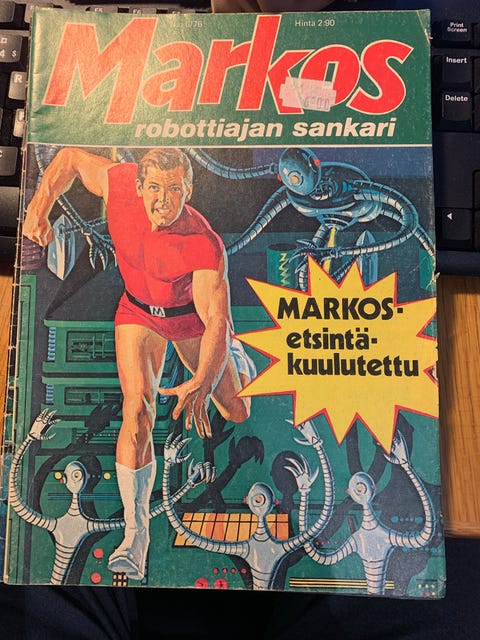 6/76 Hinta 2:90
Markos
robottiajan sankari
MARKOS-
etsintä-
kuulutettu
M
Print
Screen
Insert
Delete